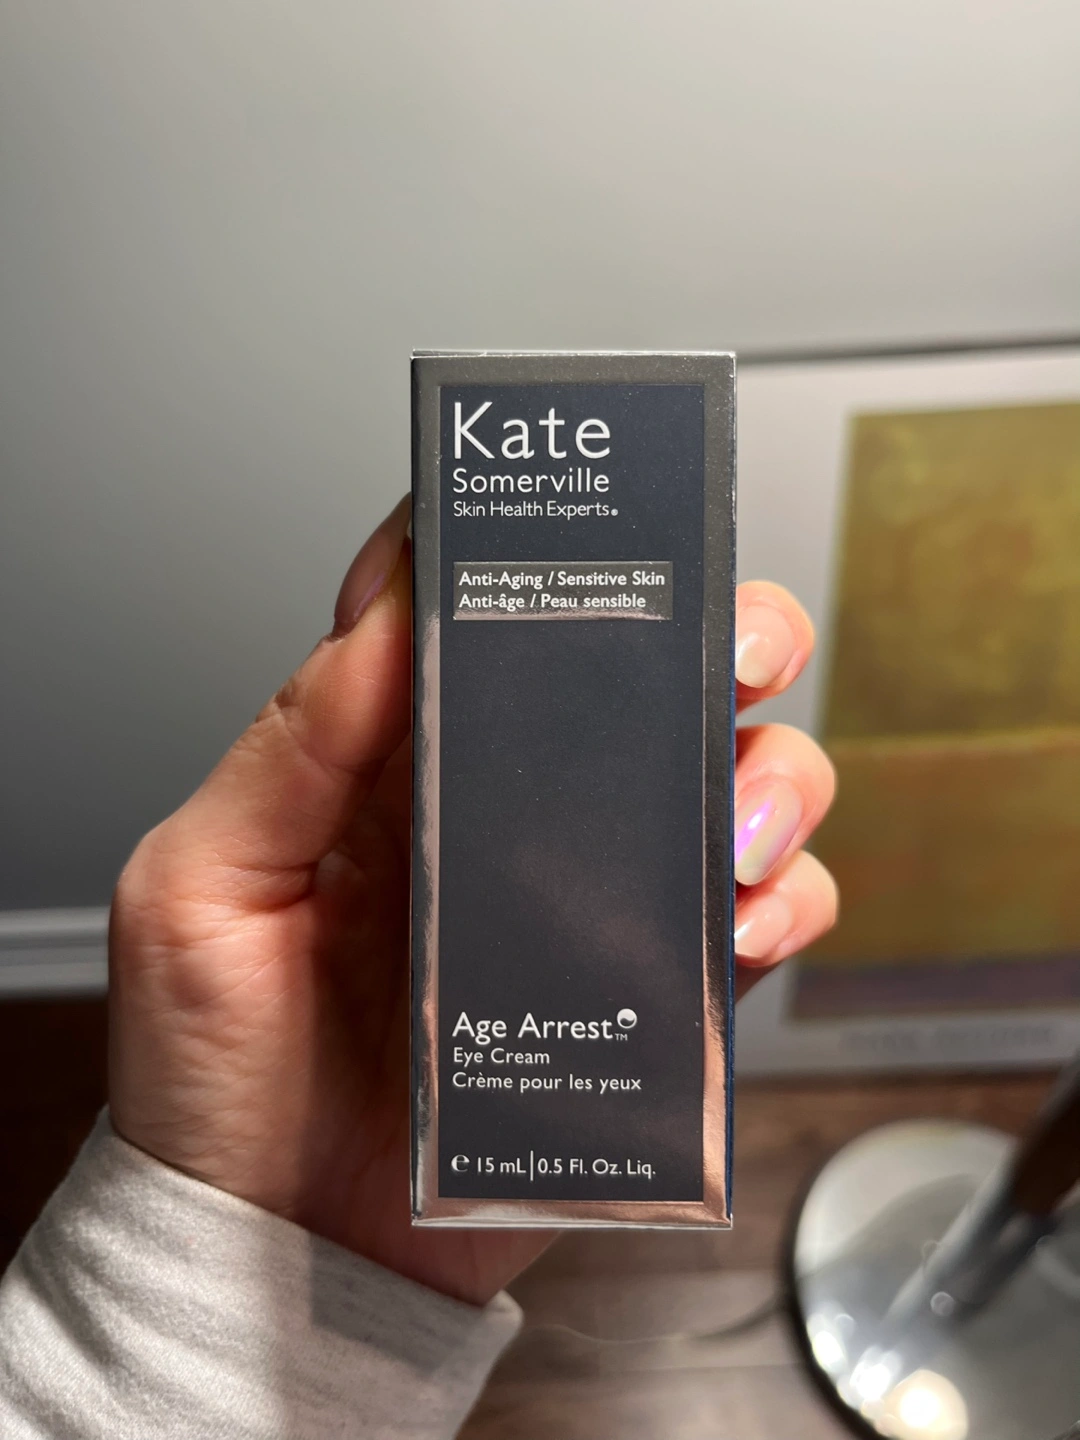 Kate
Somerville
Skin Health Experts®
Anti-Aging / Sensitive Skin
Anti-âge / Peau sensible
Age Arrest™
Eye Cream
Crème pour les yeux
℮ 15 mL | 0.5 Fl. Oz. Liq.